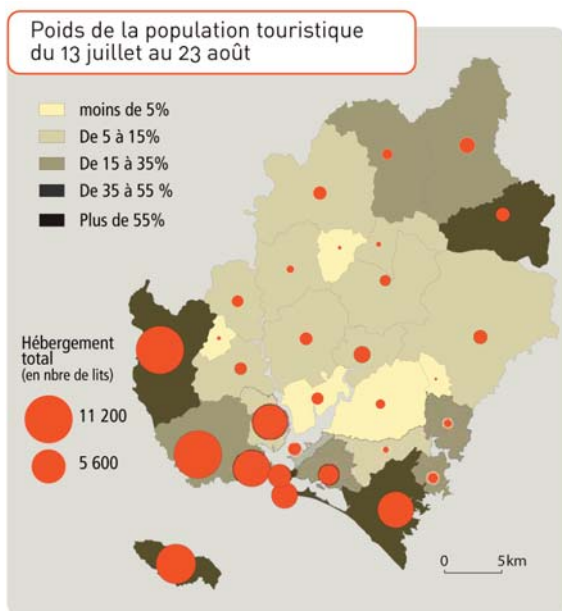 Poids de la population touristique
du 13 juillet au 23 août
moins de 5%
De 5 à 15%
De 15 à 35%
De 35 à 55 %
Plus de 55%
Hébergement
total
(en nbre de lits)
11 200
5 600
0 5km